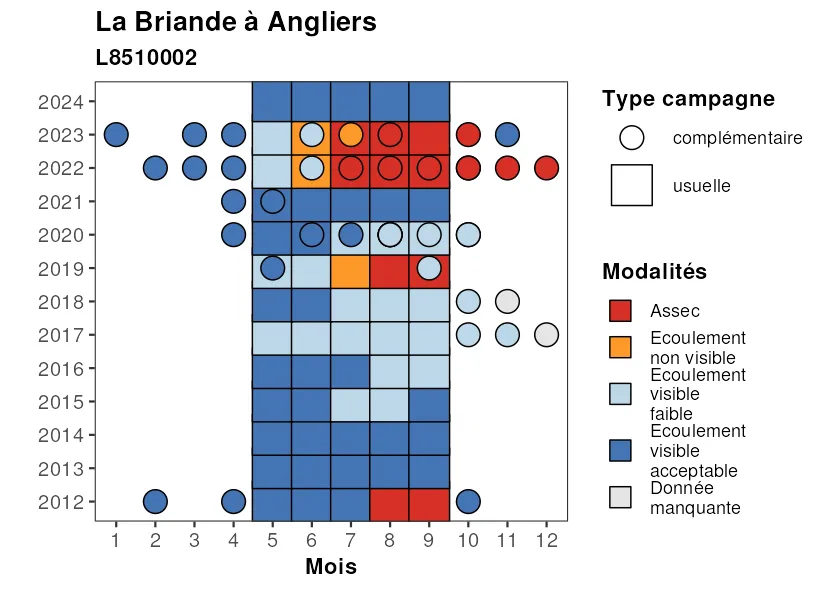 La Briande à Angliers
L8510002
2024
2023
2022
2021
2020
2019
2018
2017
2016
2015
2014
2013
2012
1 2 3 4 5 6 7 8 9 10 11 12
Mois
Type campagne
complémentaire
usuelle
Modalités
Assec
Ecoulement
non visible
Ecoulement
visible
faible
Ecoulement
visible
acceptable
Donnée
manquante